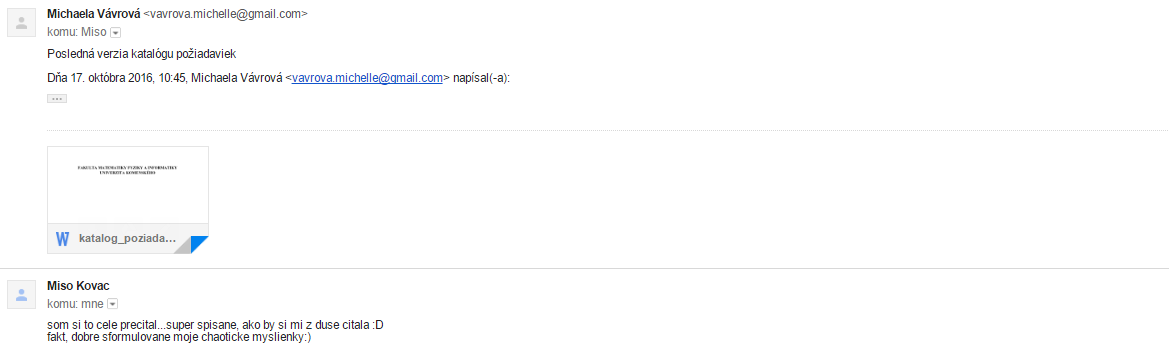 Michaela Vávrová <vavrova.michelle@gmail.com>
komu: Miso
Posledná verzia katalógu požiadaviek
Dňa 17. októbra 2016, 10:45, Michaela Vávrová <vavrova.michelle@gmail.com> napísal(-a):
FAKULTA MATEMATIKY FYZIKY A INFORMATIKY
UNIVERZITA KOMENSKÉHO
W katalog_poziada...
Miso Kovac
komu: mne
som si to cele precital...super spisane, ako by si mi z duse citala :D
fakt, dobre sformulovane moje chaoticke myslienky:)